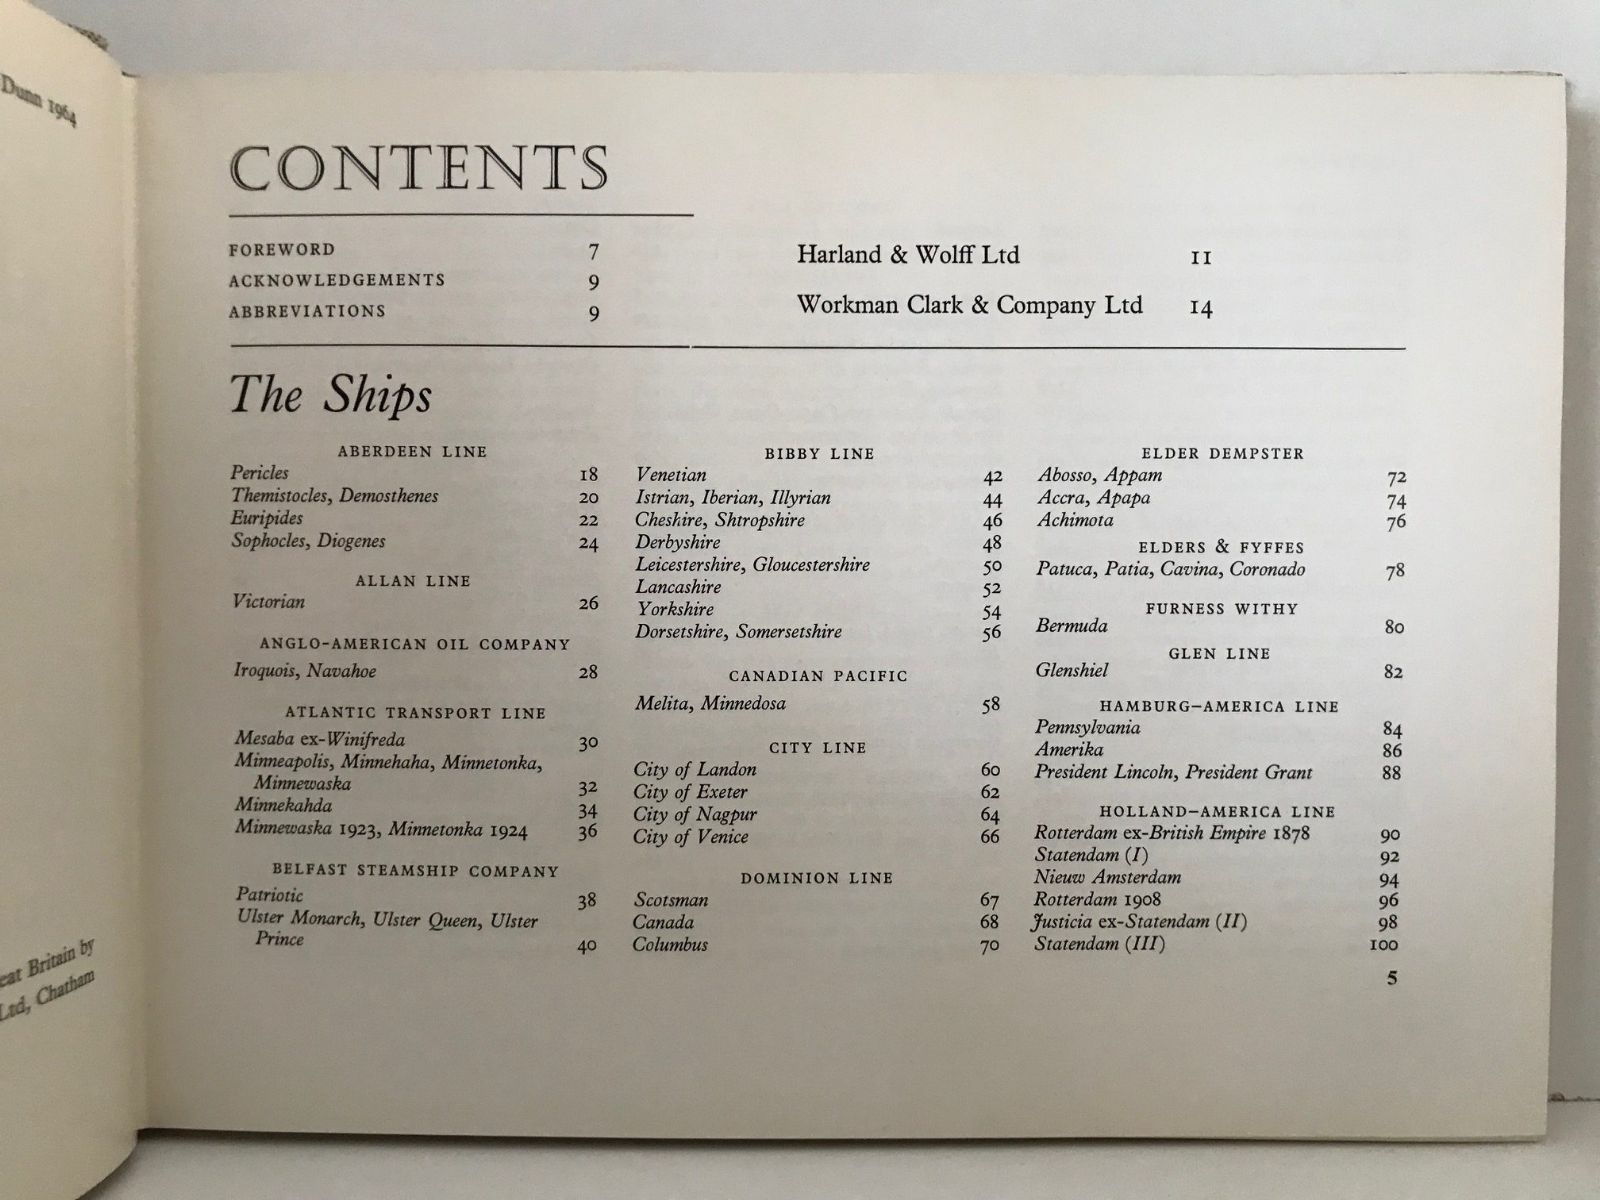 Dunn 1964
eat Britain by
Ltd, Chatham
CONTENTS
FOREWORD 7
ACKNOWLEDGEMENTS 9
ABBREVIATIONS 9
Harland & Wolff Ltd 11
Workman Clark & Company Ltd 14
The Ships
ABERDEEN LINE
Pericles 18
Themistocles, Demosthenes 20
Euripides 22
Sophocles, Diogenes 24
ALLAN LINE
Victorian 26
ANGLO-AMERICAN OIL COMPANY
Iroquois, Navahoe 28
ATLANTIC TRANSPORT LINE
Mesaba ex-Winifreda 30
Minneapolis, Minnehaha, Minnetonka,
Minnewaska 32
Minnekahda 34
Minnewaska 1923, Minnetonka 1924 36
BELFAST STEAMSHIP COMPANY
Patriotic 38
Ulster Monarch, Ulster Queen, Ulster
Prince 40
BIBBY LINE
Venetian 42
Istrian, Iberian, Illyrian 44
Cheshire, Shtropshire 46
Derbyshire 48
Leicestershire, Gloucestershire 50
Lancashire 52
Yorkshire 54
Dorsetshire, Somersetshire 56
CANADIAN PACIFIC
Melita, Minnedosa 58
CITY LINE
City of Landon 60
City of Exeter 62
City of Nagpur 64
City of Venice 66
DOMINION LINE
Scotsman 67
Canada 68
Columbus 70
ELDER DEMPSTER
Abosso, Appam 72
Accra, Apapa 74
Achimota 76
ELDERS & FYFFES
Patuca, Patia, Cavina, Coronado 78
FURNESS WITHY
Bermuda 80
GLEN LINE
Glenshiel 82
HAMBURG–AMERICA LINE
Pennsylvania 84
Amerika 86
President Lincoln, President Grant 88
HOLLAND–AMERICA LINE
Rotterdam ex-British Empire 1878 90
Statendam (I) 92
Nieuw Amsterdam 94
Rotterdam 1908 96
Justicia ex-Statendam (II) 98
Statendam (III) 100
5